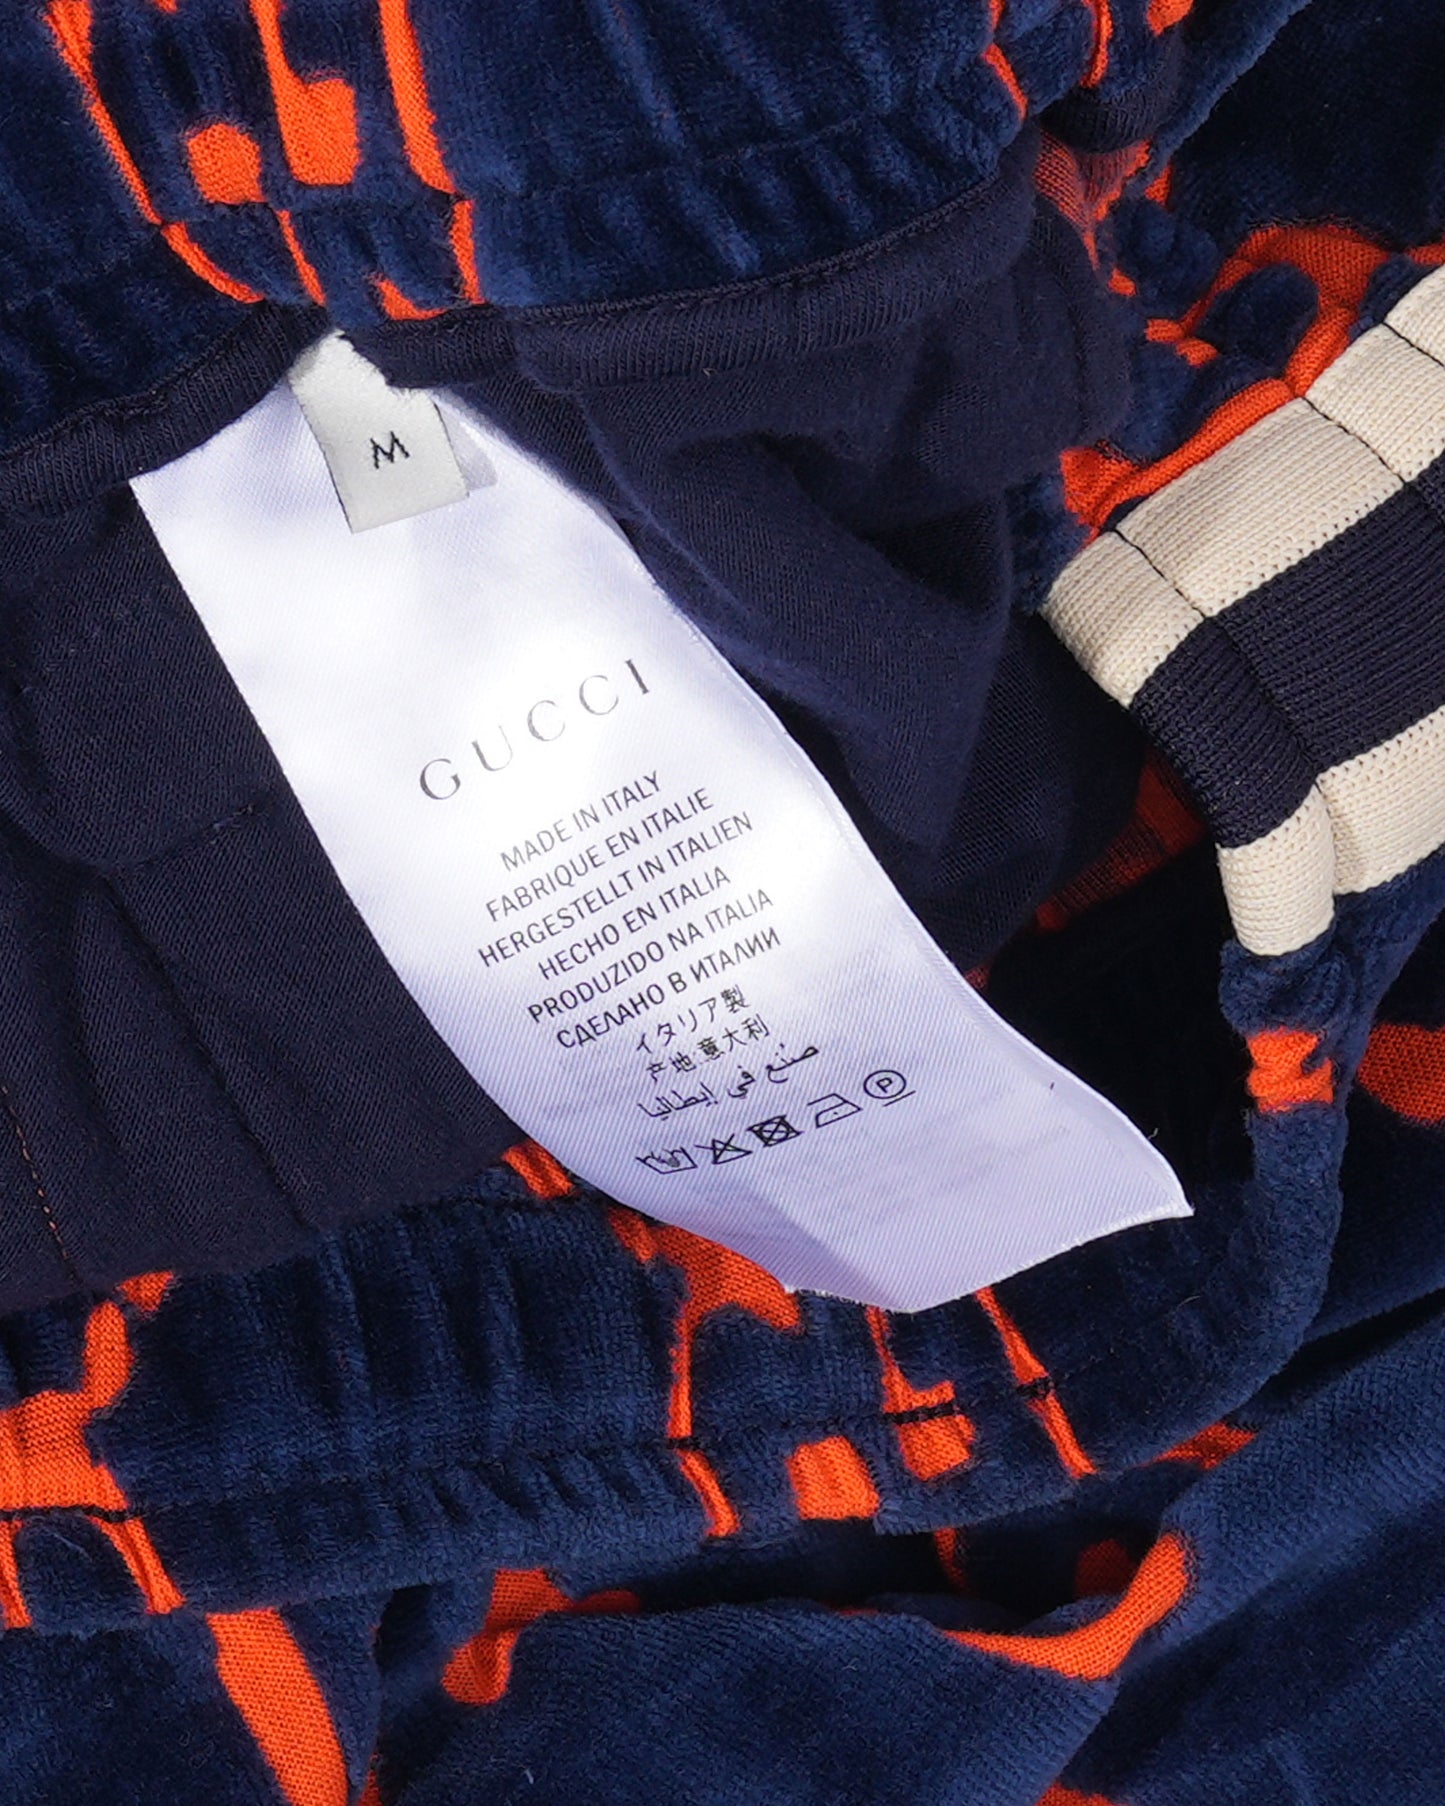 M
GUCCI
MADE IN ITALY
FABRIQUE EN ITALIE
HERGESTELLT IN ITALIEN
HECHO EN ITALIA
PRODUZIDO NA ITALIA
СДЕЛАНО В ИТАЛИИ
イタリア製
产地 意大利
صُنّع في إيطاليا
P